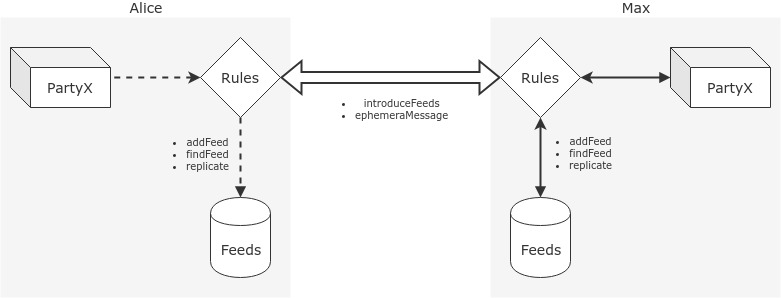 Alice
Max
PartyX
Rules
Rules
PartyX
• introduceFeeds
• ephemeraMessage
• addFeed
• findFeed
• replicate
• addFeed
• findFeed
• replicate
Feeds
Feeds